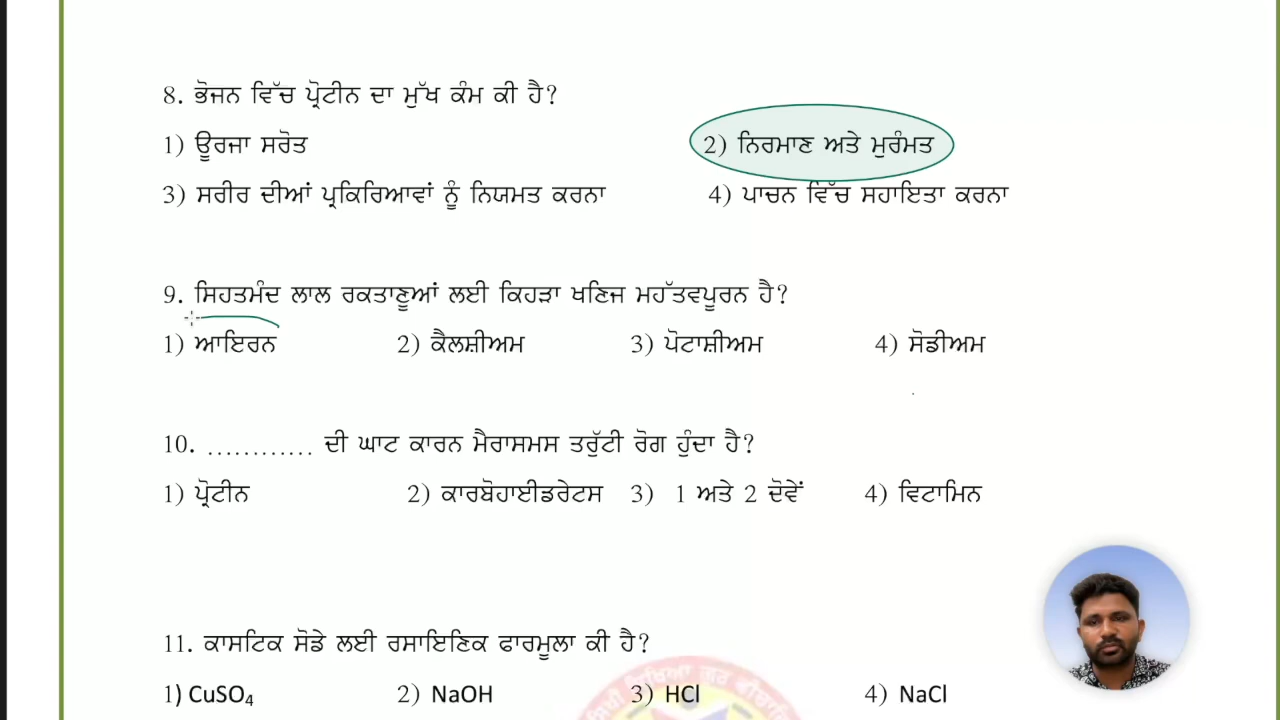 8. ਭੋਜਨ ਵਿੱਚ ਪ੍ਰੋਟੀਨ ਦਾ ਮੁੱਖ ਕੰਮ ਕੀ ਹੈ?
1) ਊਰਜਾ ਸਰੋਤ 2) ਨਿਰਮਾਣ ਅਤੇ ਮੁਰੰਮਤ
3) ਸਰੀਰ ਦੀਆਂ ਪ੍ਰਕਿਰਿਆਵਾਂ ਨੂੰ ਨਿਯਮਤ ਕਰਨਾ 4) ਪਾਚਨ ਵਿੱਚ ਸਹਾਇਤਾ ਕਰਨਾ
9. ਸਿਹਤਮੰਦ ਲਾਲ ਰਕਤਾਣੂਆਂ ਲਈ ਕਿਹੜਾ ਖਣਿਜ ਮਹੱਤਵਪੂਰਨ ਹੈ?
1) ਆਇਰਨ 2) ਕੈਲਸ਼ੀਅਮ 3) ਪੋਟਾਸ਼ੀਅਮ 4) ਸੋਡੀਅਮ
10. ............ ਦੀ ਘਾਟ ਕਾਰਨ ਮੈਰਾਸਮਸ ਤਰੁੱਟੀ ਰੋਗ ਹੁੰਦਾ ਹੈ?
1) ਪ੍ਰੋਟੀਨ 2) ਕਾਰਬੋਹਾਈਡਰੇਟਸ 3) 1 ਅਤੇ 2 ਦੋਵੇਂ 4) ਵਿਟਾਮਿਨ
11. ਕਾਸਟਿਕ ਸੋਡੇ ਲਈ ਰਸਾਇਣਿਕ ਫਾਰਮੂਲਾ ਕੀ ਹੈ?
1) CuSO₄ 2) NaOH 3) HCl 4) NaCl